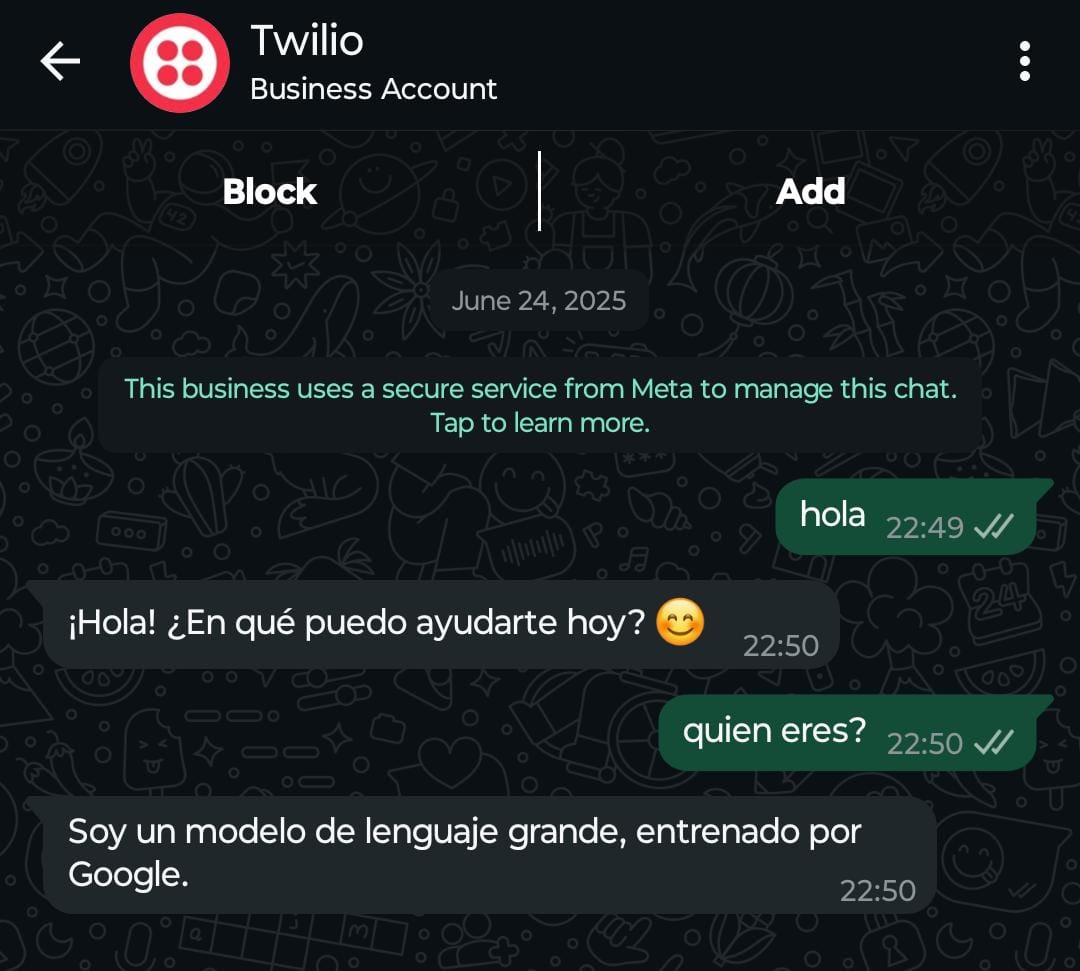 Twilio
Business Account
Block
Add
June 24, 2025
This business uses a secure service from Meta to manage this chat.
Tap to learn more.
hola 22:49
¡Hola! ¿En qué puedo ayudarte hoy? 😊 22:50
quien eres? 22:50
Soy un modelo de lenguaje grande, entrenado por
Google.
22:50